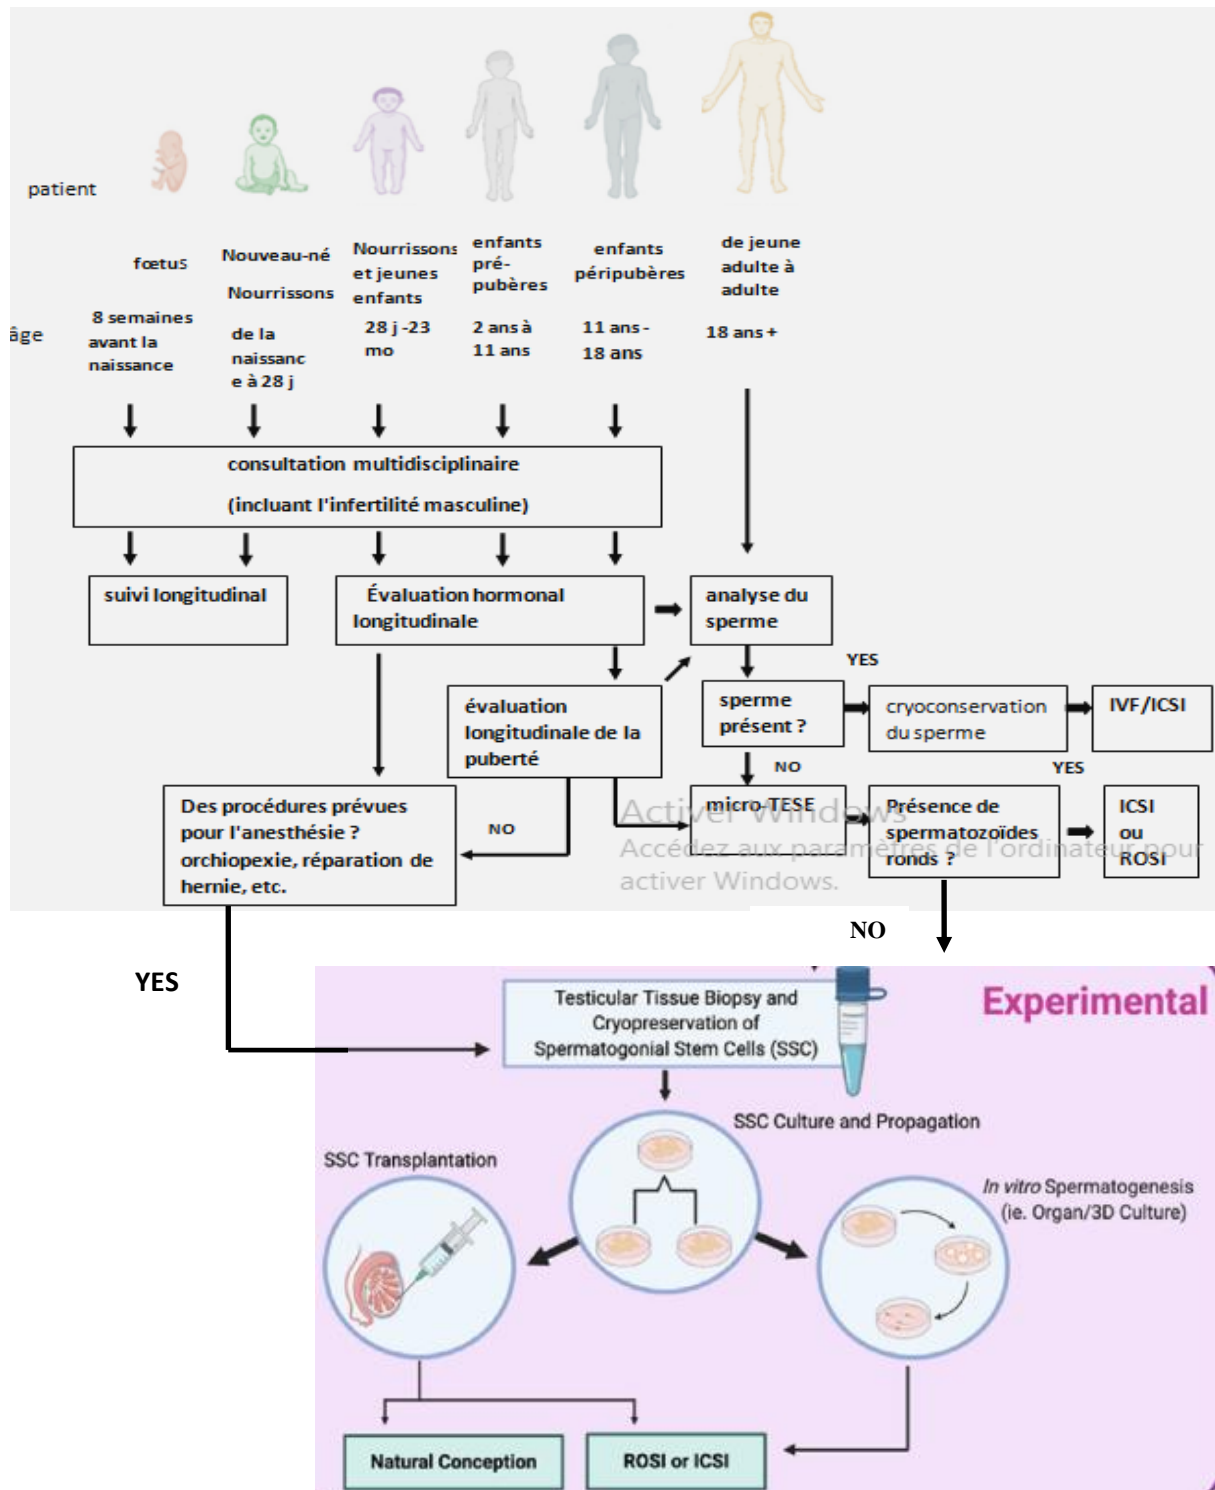 patient
fœtus
Nouveau-né
Nourrissons
Nourrissons
et jeunes
enfants
enfants
pré-
pubères
enfants
péripubères
de jeune
adulte à
adulte
âge
8 semaines
avant la
naissance
de la
naissanc
e à 28 j
28 j -23
mo
2 ans à
11 ans
11 ans -
18 ans
18 ans +
consultation multidisciplinaire
(incluant l'infertilité masculine)
suivi longitudinal
Évaluation hormonal
longitudinale
analyse du
sperme
YES
évaluation
longitudinale de la
puberté
sperme
présent ?
cryoconservation
du sperme
IVF/ICSI
NO
YES
Des procédures prévues
pour l'anesthésie ?
orchiopexie, réparation de
hernie, etc.
NO
micro-TESE
Présence de
spermatozoïdes
ronds ?
ICSI
ou
ROSI
Activer Windows
Accédez aux paramètres de l'ordinateur pour
activer Windows.
NO
YES
Experimental
Testicular Tissue Biopsy and
Cryopreservation of
Spermatogonial Stem Cells (SSC)
SSC Culture and Propagation
SSC Transplantation
In vitro Spermatogenesis
(ie. Organ/3D Culture)
Natural Conception
ROSI or ICSI